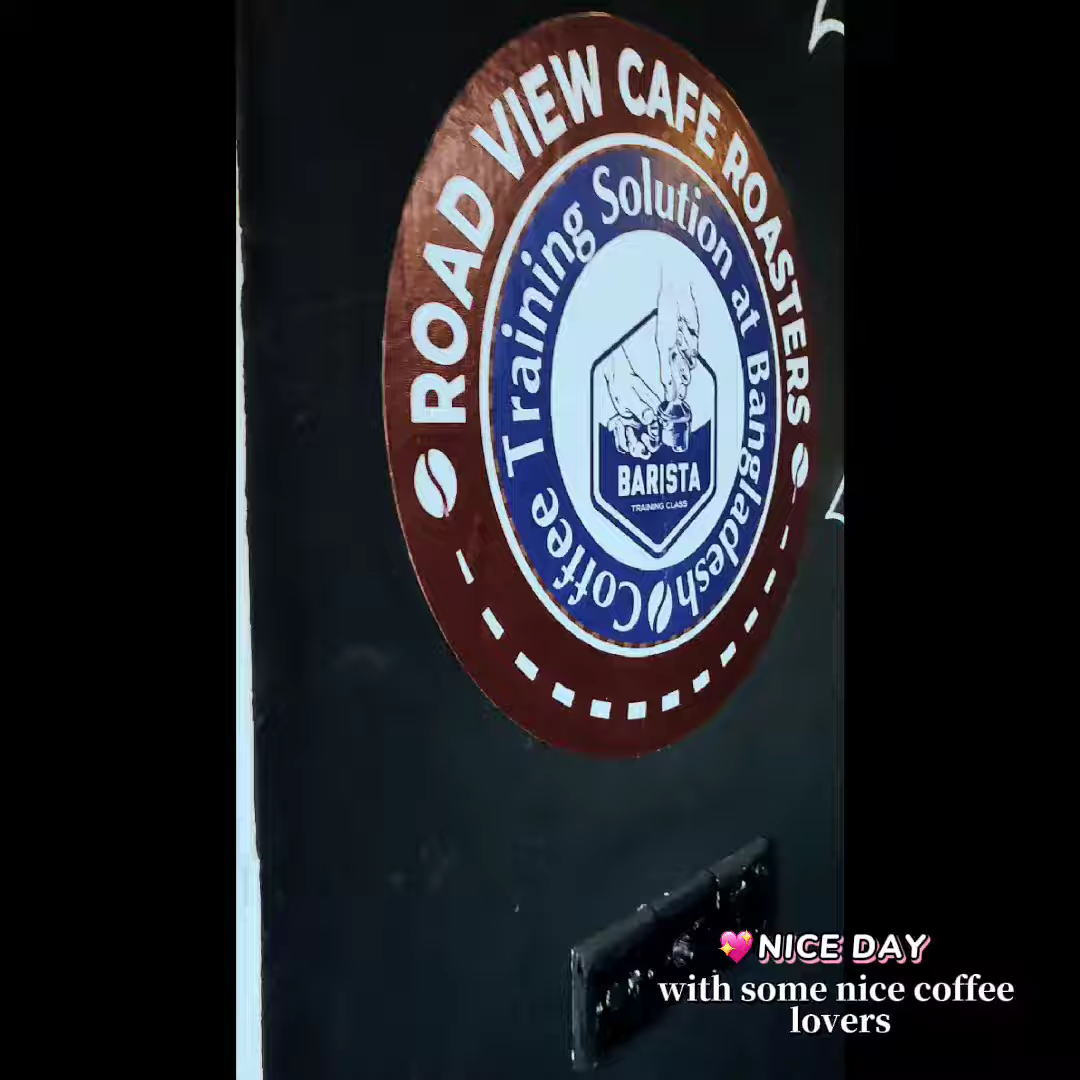 ROAD VIEW CAFE ROASTERS
Coffee Training Solution at Bangladesh
BARISTA
TRAINING CLASS
💖NICE DAY
with some nice coffee
lovers